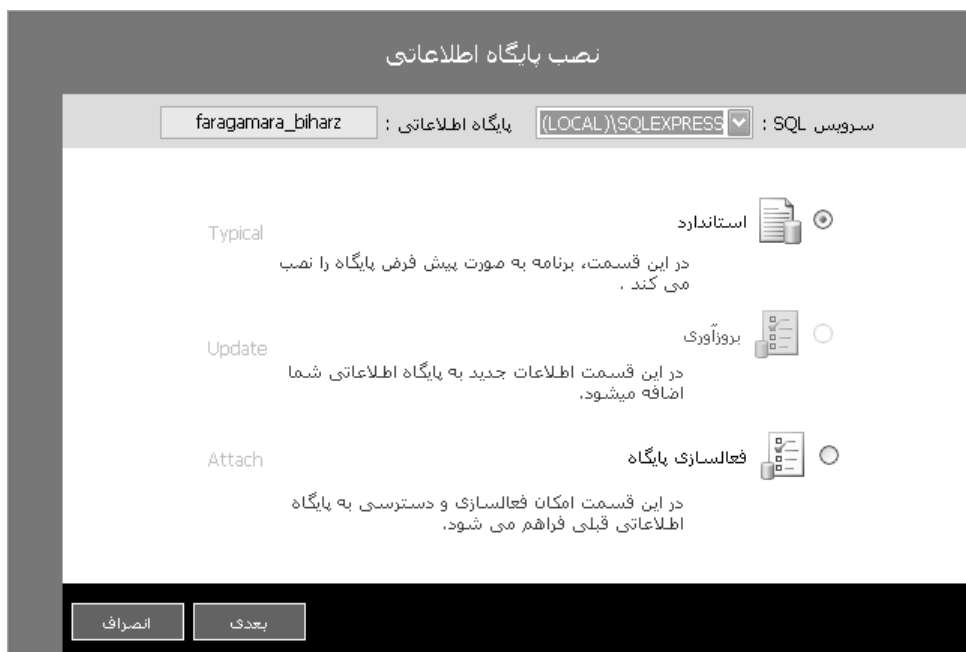 نصب پایگاه اطلاعاتی
سرویس SQL : (LOCAL)\SQLEXPRESS پایگاه اطلاعاتی : faragamara_biharz
استاندارد Typical
در این قسمت، برنامه به صورت پیش فرض پایگاه را نصب
می کند .
بروزآوری Update
در این قسمت اطلاعات جدید به پایگاه اطلاعاتی شما
اضافه میشود.
فعالسازی پایگاه Attach
در این قسمت امکان فعالسازی و دسترسی به پایگاه
اطلاعاتی قبلی فراهم می شود.
بعدی انصراف